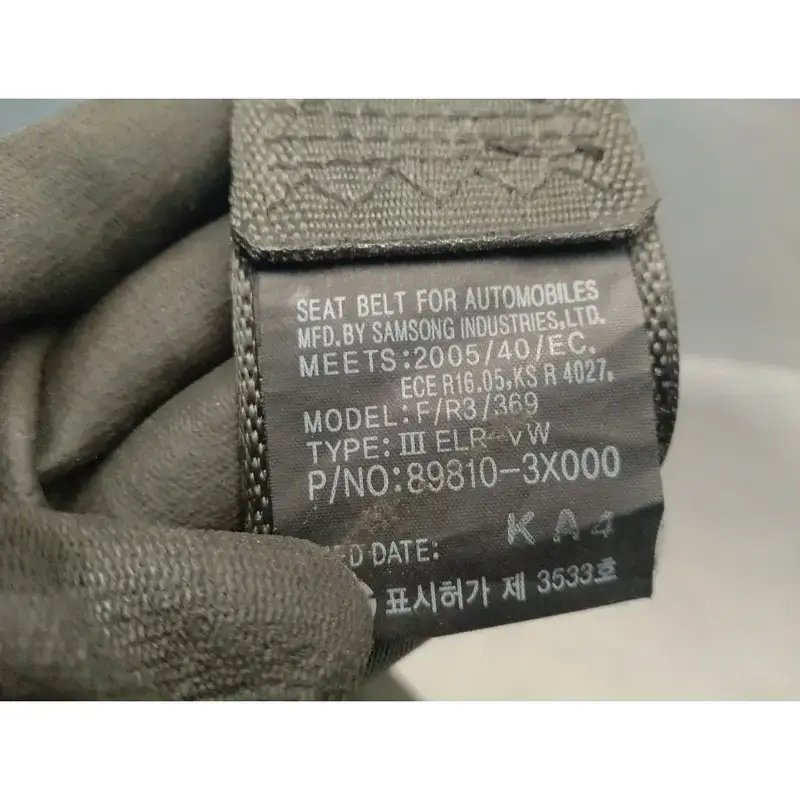 SEAT BELT FOR AUTOMOBILES
MFD.BY SAMSONG INDUSTRIES,LTD.
MEETS:2005/40/EC.
ECE R16.05,KS R 4027,
MODEL:F/R3/369
TYPE:Ⅲ ELR-vW
P/NO:89810-3X000
DATE: KA4
표시허가 제 3533호